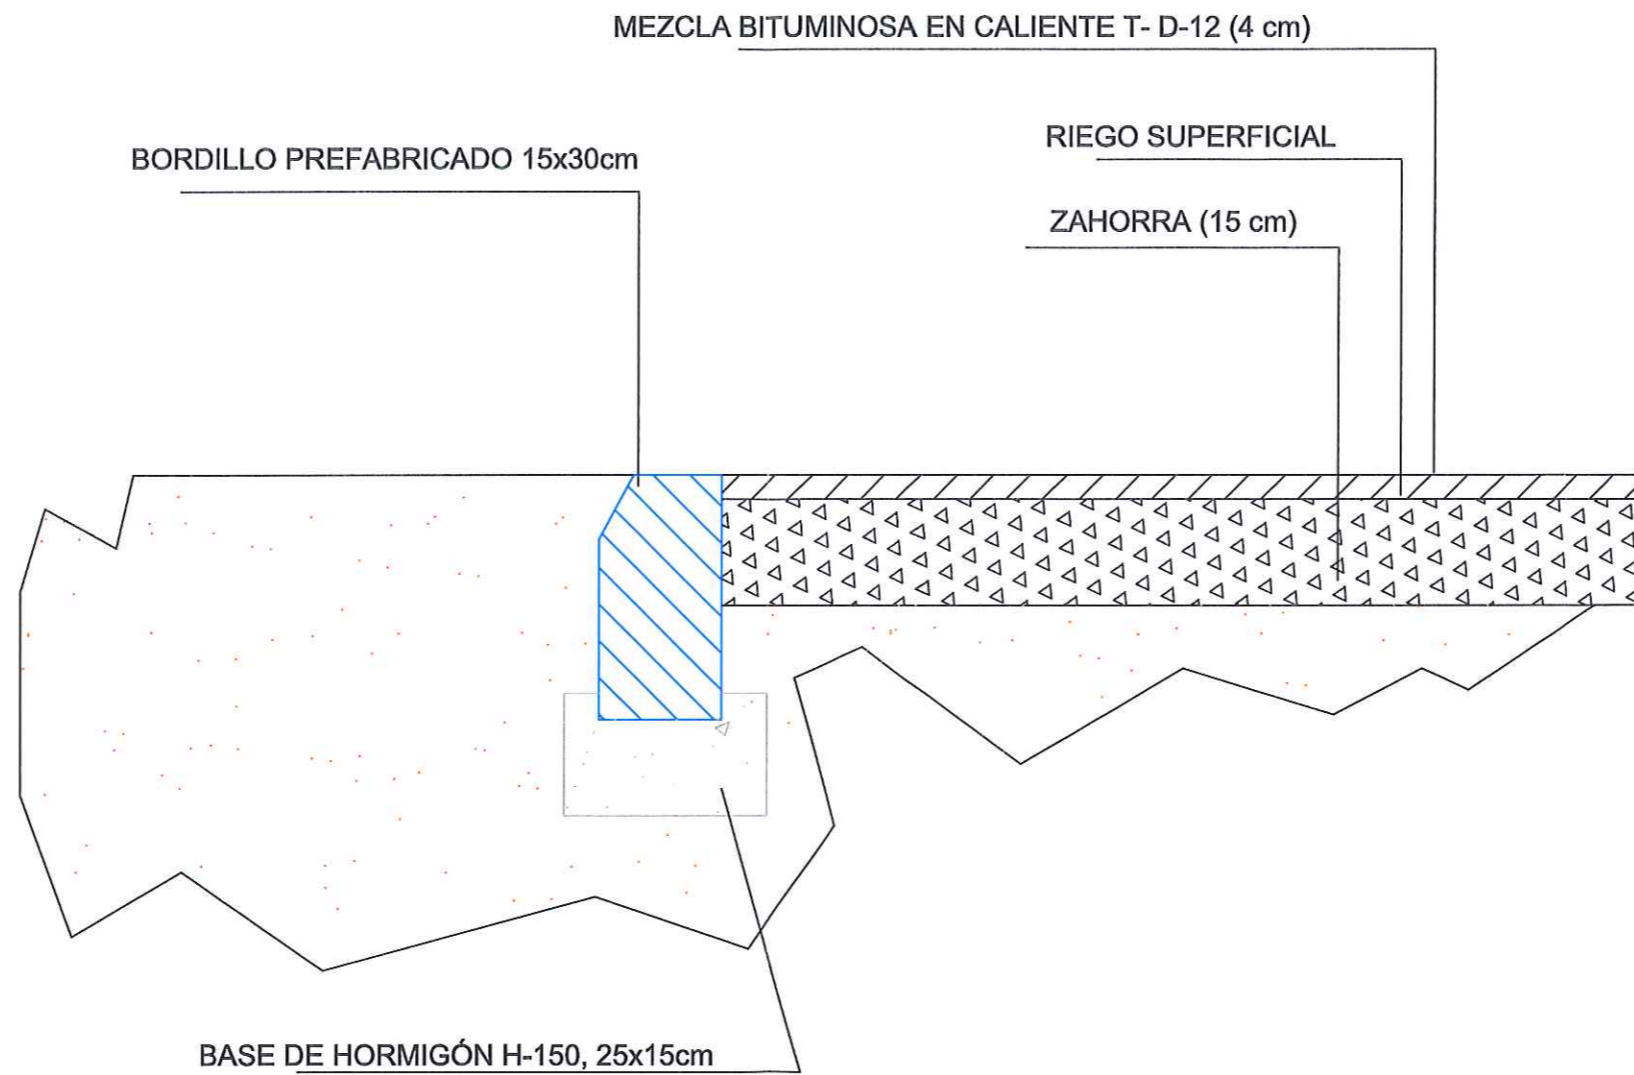 MEZCLA BITUMINOSA EN CALIENTE T- D-12 (4 cm)
RIEGO SUPERFICIAL
BORDILLO PREFABRICADO 15x30cm
ZAHORRA (15 cm)
BASE DE HORMIGÓN H-150, 25x15cm